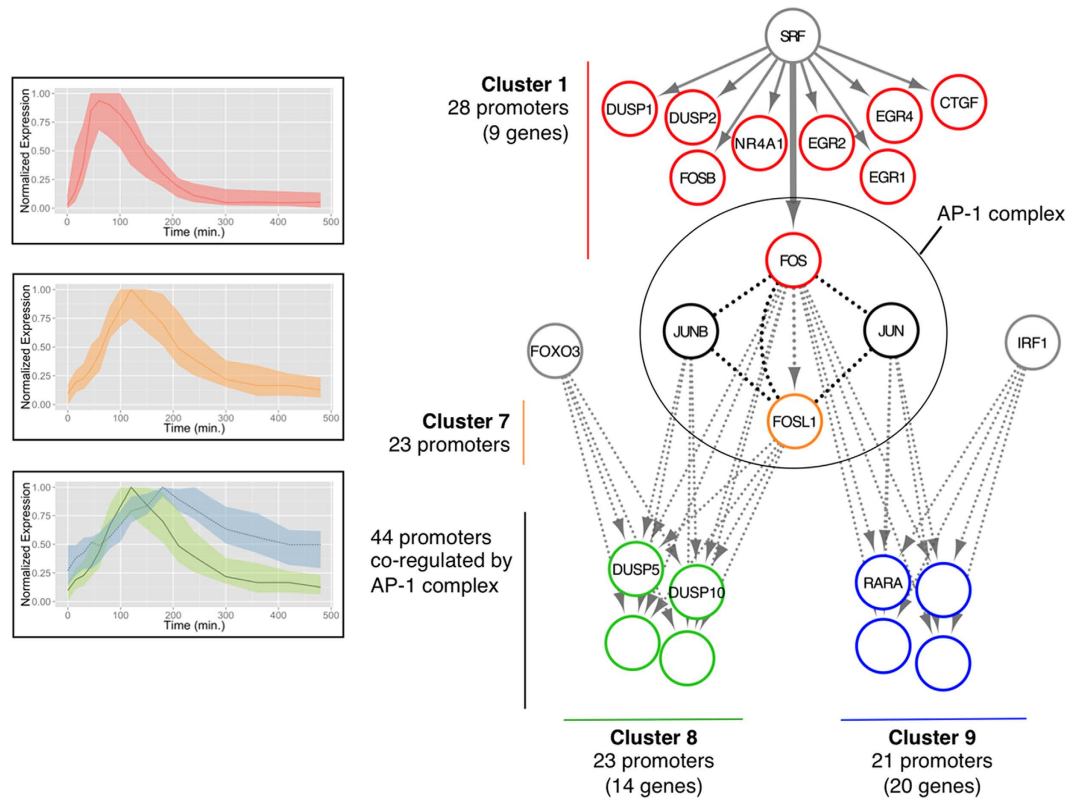 Normalized Expression
1.00
0.75
0.50
0.25
0.00
0
100
200
300
400
500
Time (min.)
Normalized Expression
1.00
0.75
0.50
0.25
0.00
0
100
200
300
400
500
Time (min.)
Normalized Expression
1.00
0.75
0.50
0.25
0.00
0
100
200
300
400
500
Time (min.)
SRF
Cluster 1
28 promoters
(9 genes)
DUSP1
DUSP2
NR4A1
EGR2
EGR4
CTGF
FOSB
EGR1
AP-1 complex
FOS
JUNB
JUN
FOXO3
IRF1
FOSL1
Cluster 7
23 promoters
44 promoters
co-regulated by
AP-1 complex
DUSP5
DUSP10
RARA
Cluster 8
23 promoters
(14 genes)
Cluster 9
21 promoters
(20 genes)